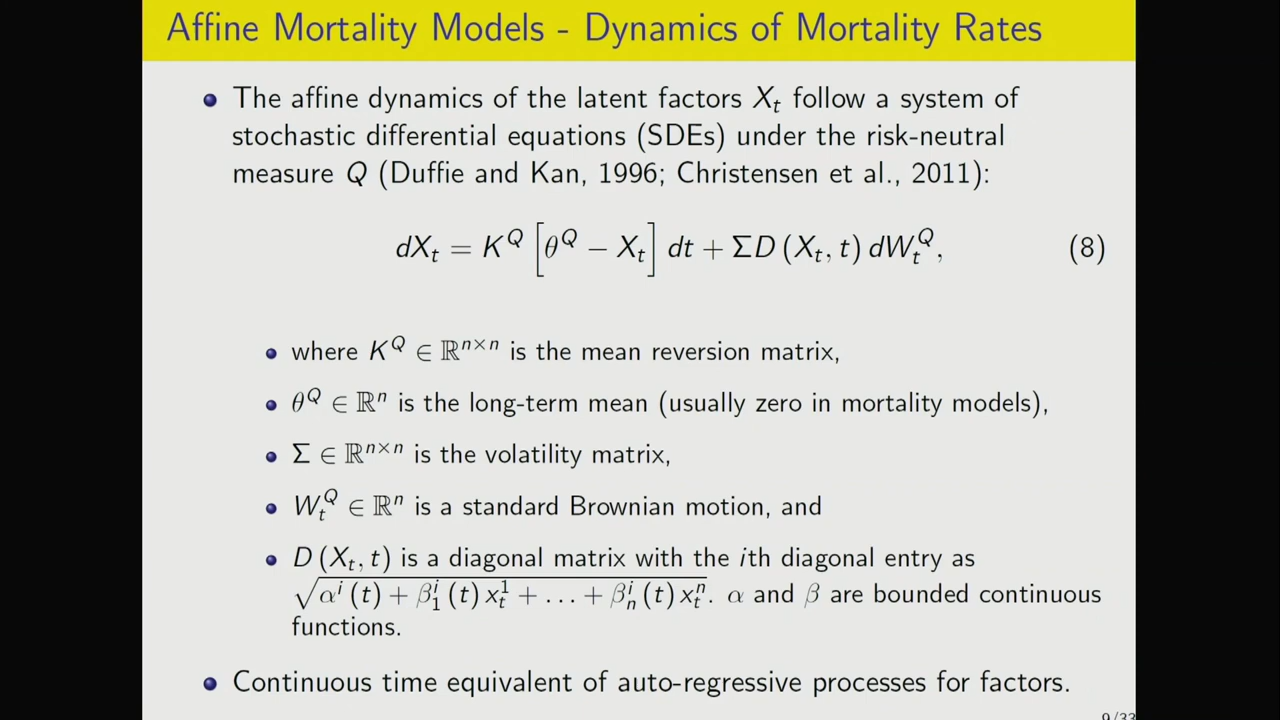 Affine Mortality Models - Dynamics of Mortality Rates
The affine dynamics of the latent factors X_t follow a system of
stochastic differential equations (SDEs) under the risk-neutral
measure Q (Duffie and Kan, 1996; Christensen et al., 2011):
dX_t = K^Q [θ^Q − X_t] dt + ΣD (X_t, t) dW_t^Q, (8)
where K^Q ∈ ℝ^{n×n} is the mean reversion matrix,
θ^Q ∈ ℝ^n is the long-term mean (usually zero in mortality models),
Σ ∈ ℝ^{n×n} is the volatility matrix,
W_t^Q ∈ ℝ^n is a standard Brownian motion, and
D (X_t, t) is a diagonal matrix with the ith diagonal entry as
√(α^i (t) + β_1^i (t) x_t^1 + … + β_n^i (t) x_t^n). α and β are bounded continuous
functions.
Continuous time equivalent of auto-regressive processes for factors.
9/33